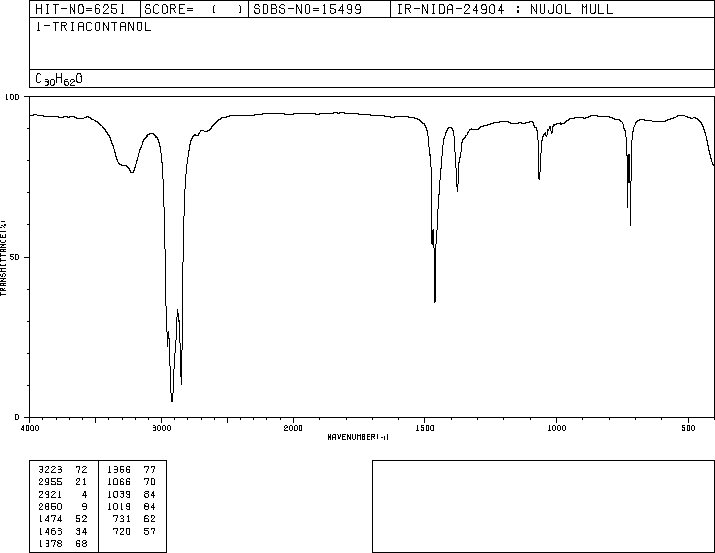 HIT-NO=6251 SCORE= ( ) SDBS-NO=15499 IR-NIDA-24904 : NUJOL MULL
1-TRIACONTANOL
C30H62O
100
50
0
TRANSMITTANCE(%)
4000 3000 2000 1500 1000 500
WAVENUMBER(-1)
3223 72 1366 77
2955 21 1066 70
2921 4 1039 84
2850 9 1019 84
1474 52 731 62
1463 34 720 57
1378 68